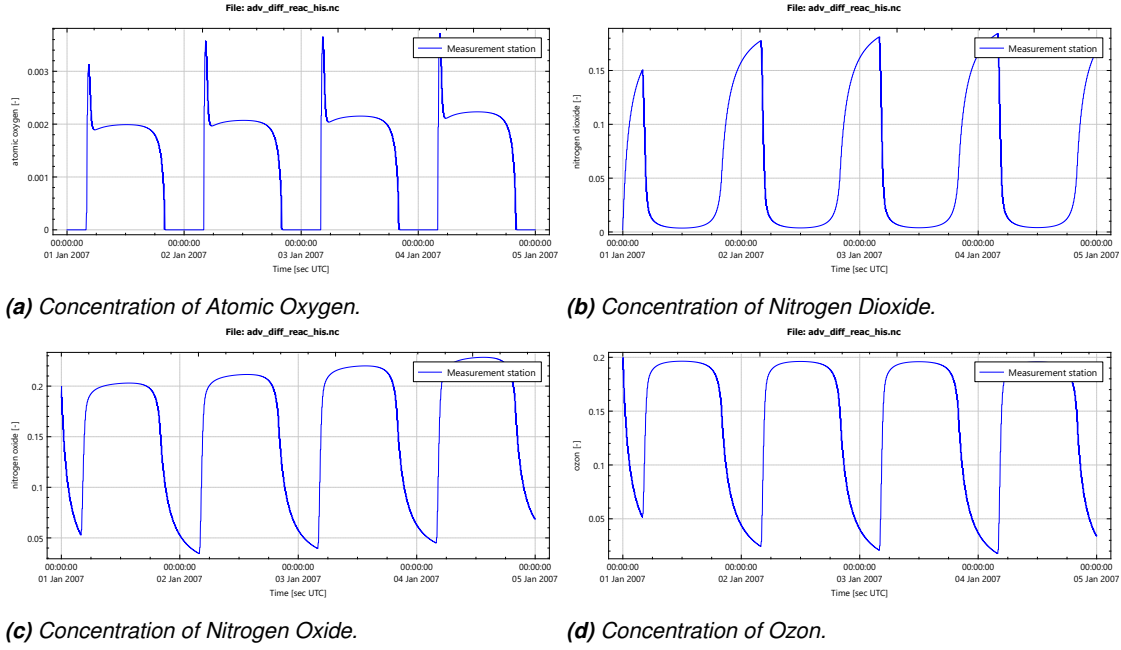 File: adv_diff_reac_his.nc
Measurement station
atomic oxygen [-]
0.003
0.002
0.001
0
00:00:00 00:00:00 00:00:00 00:00:00 00:00:00
01 Jan 2007 02 Jan 2007 03 Jan 2007 04 Jan 2007 05 Jan 2007
Time [sec UTC]
(a) Concentration of Atomic Oxygen.
File: adv_diff_reac_his.nc
Measurement station
nitrogen dioxide [-]
0.15
0.1
0.05
0
00:00:00 00:00:00 00:00:00 00:00:00 00:00:00
01 Jan 2007 02 Jan 2007 03 Jan 2007 04 Jan 2007 05 Jan 2007
Time [sec UTC]
(b) Concentration of Nitrogen Dioxide.
File: adv_diff_reac_his.nc
Measurement station
nitrogen oxide [-]
0.2
0.15
0.1
0.05
00:00:00 00:00:00 00:00:00 00:00:00 00:00:00
01 Jan 2007 02 Jan 2007 03 Jan 2007 04 Jan 2007 05 Jan 2007
Time [sec UTC]
(c) Concentration of Nitrogen Oxide.
File: adv_diff_reac_his.nc
Measurement station
ozon [-]
0.2
0.15
0.1
0.05
00:00:00 00:00:00 00:00:00 00:00:00 00:00:00
01 Jan 2007 02 Jan 2007 03 Jan 2007 04 Jan 2007 05 Jan 2007
Time [sec UTC]
(d) Concentration of Ozon.